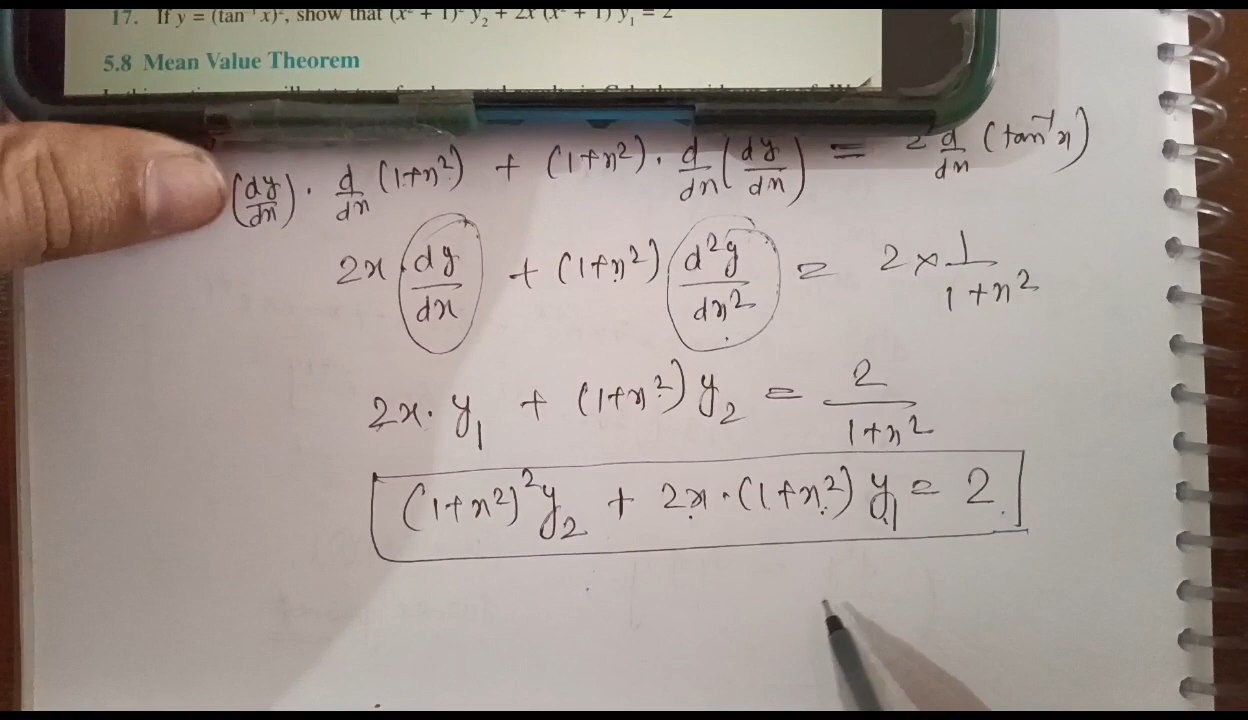 17. If y = (tan⁻¹ x)², show that (x² + 1)² y₂ + 2x (x² + 1) y₁ = 2
5.8 Mean Value Theorem
(dy/dx) · d/dx (1+x²) + (1+x²) · d/dx (dy/dx) = 2 d/dx (tan⁻¹x)
2x dy/dx + (1+x²) d²y/dx² = 2 × 1/1+x²
2x · y₁ + (1+x²) y₂ = 2/1+x²
(1+x²)² y₂ + 2x · (1+x²) y₁ = 2